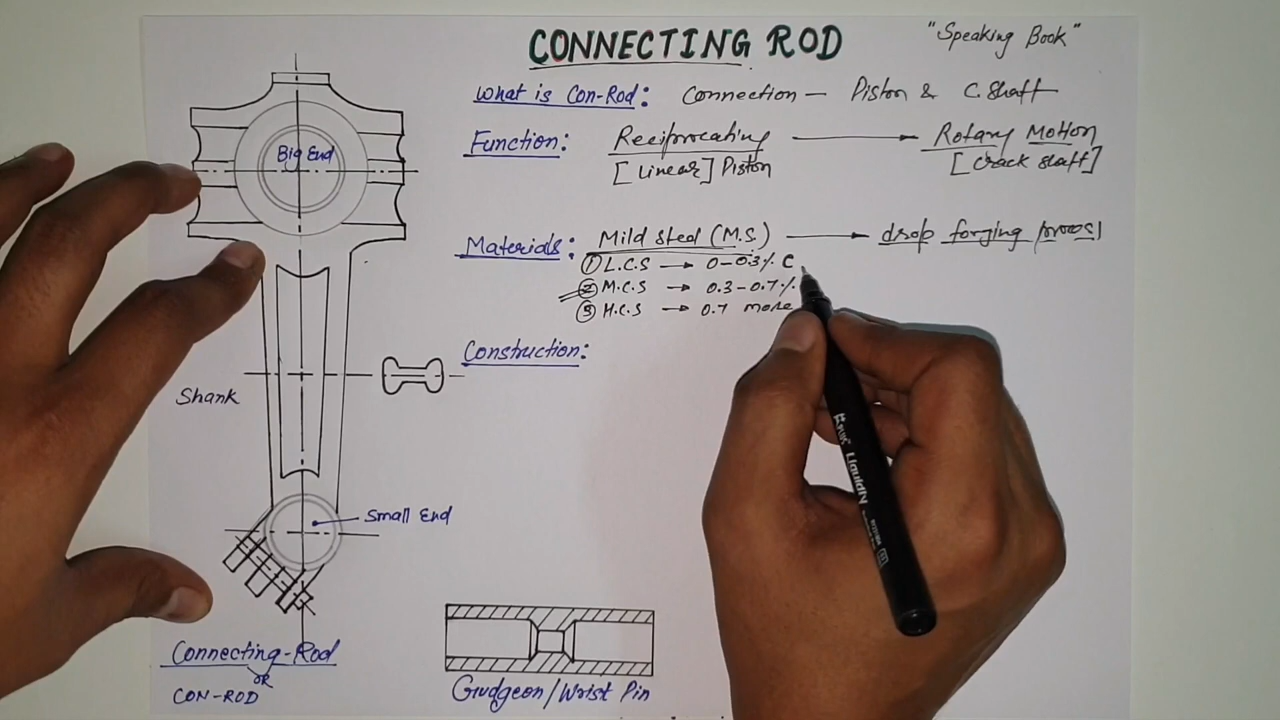 CONNECTING ROD
"Speaking Book"
What is Con-Rod: Connection - Piston & C. Shaft
Function: Reciprocating → Rotary Motion
[Linear] Piston [Crack shaft]
Materials: Mild Steel (M.S.) → drop forging
① L.C.S → 0-0.3% C
② M.C.S → 0.3-0.7%
③ H.C.S → 0.7 more
Construction:
Big End
Shank
Small End
Connecting-Rod
OR
CON-ROD
Grudgeon/Wrist Pin
Liquidly